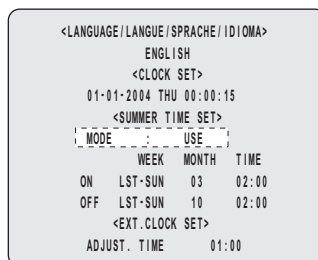 <LANGUAGE/LANGUE/SPRACHE/IDIOMA>
ENGLISH
<CLOCK SET>
01-01-2004 THU 00:00:15
<SUMMER TIME SET>
MODE : USE
WEEK MONTH TIME
ON LST-SUN 03 02:00
OFF LST-SUN 10 02:00
<EXT.CLOCK SET>
ADJUST. TIME 01:00